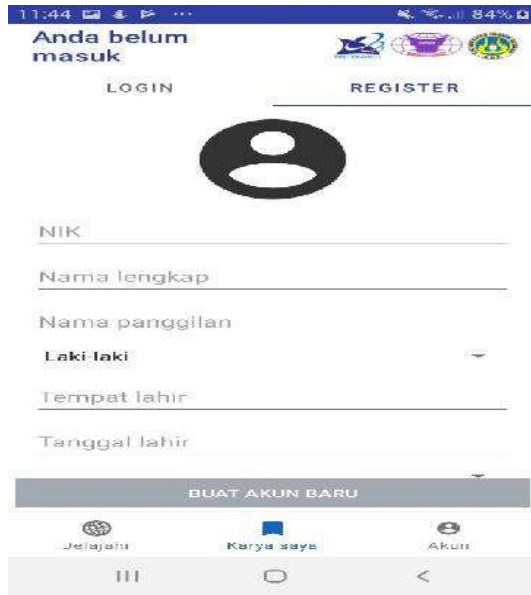 11:44
84%
Anda belum
masuk
LOGIN
REGISTER
NIK
Nama lengkap
Nama panggilan
Laki-laki
Tempat lahir
Tanggal lahir
BUAT AKUN BARU
Jelajahi
Karya saya
Akun